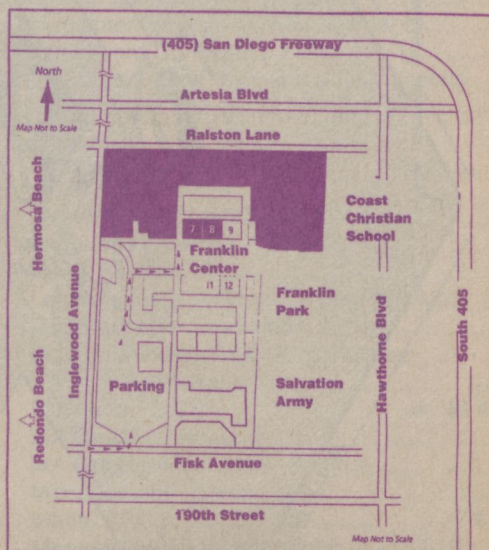 (405) San Diego Freeway
North
Artesia Blvd
Map Not to Scale
Ralston Lane
Hermosa Beach
Coast
Christian
School
7 8 9
Franklin
Center
11 12
Franklin
Park
Inglewood Avenue
Hawthorne Blvd
South 405
Redondo Beach
Parking
Salvation
Army
Fisk Avenue
190th Street
Map Not to Scale